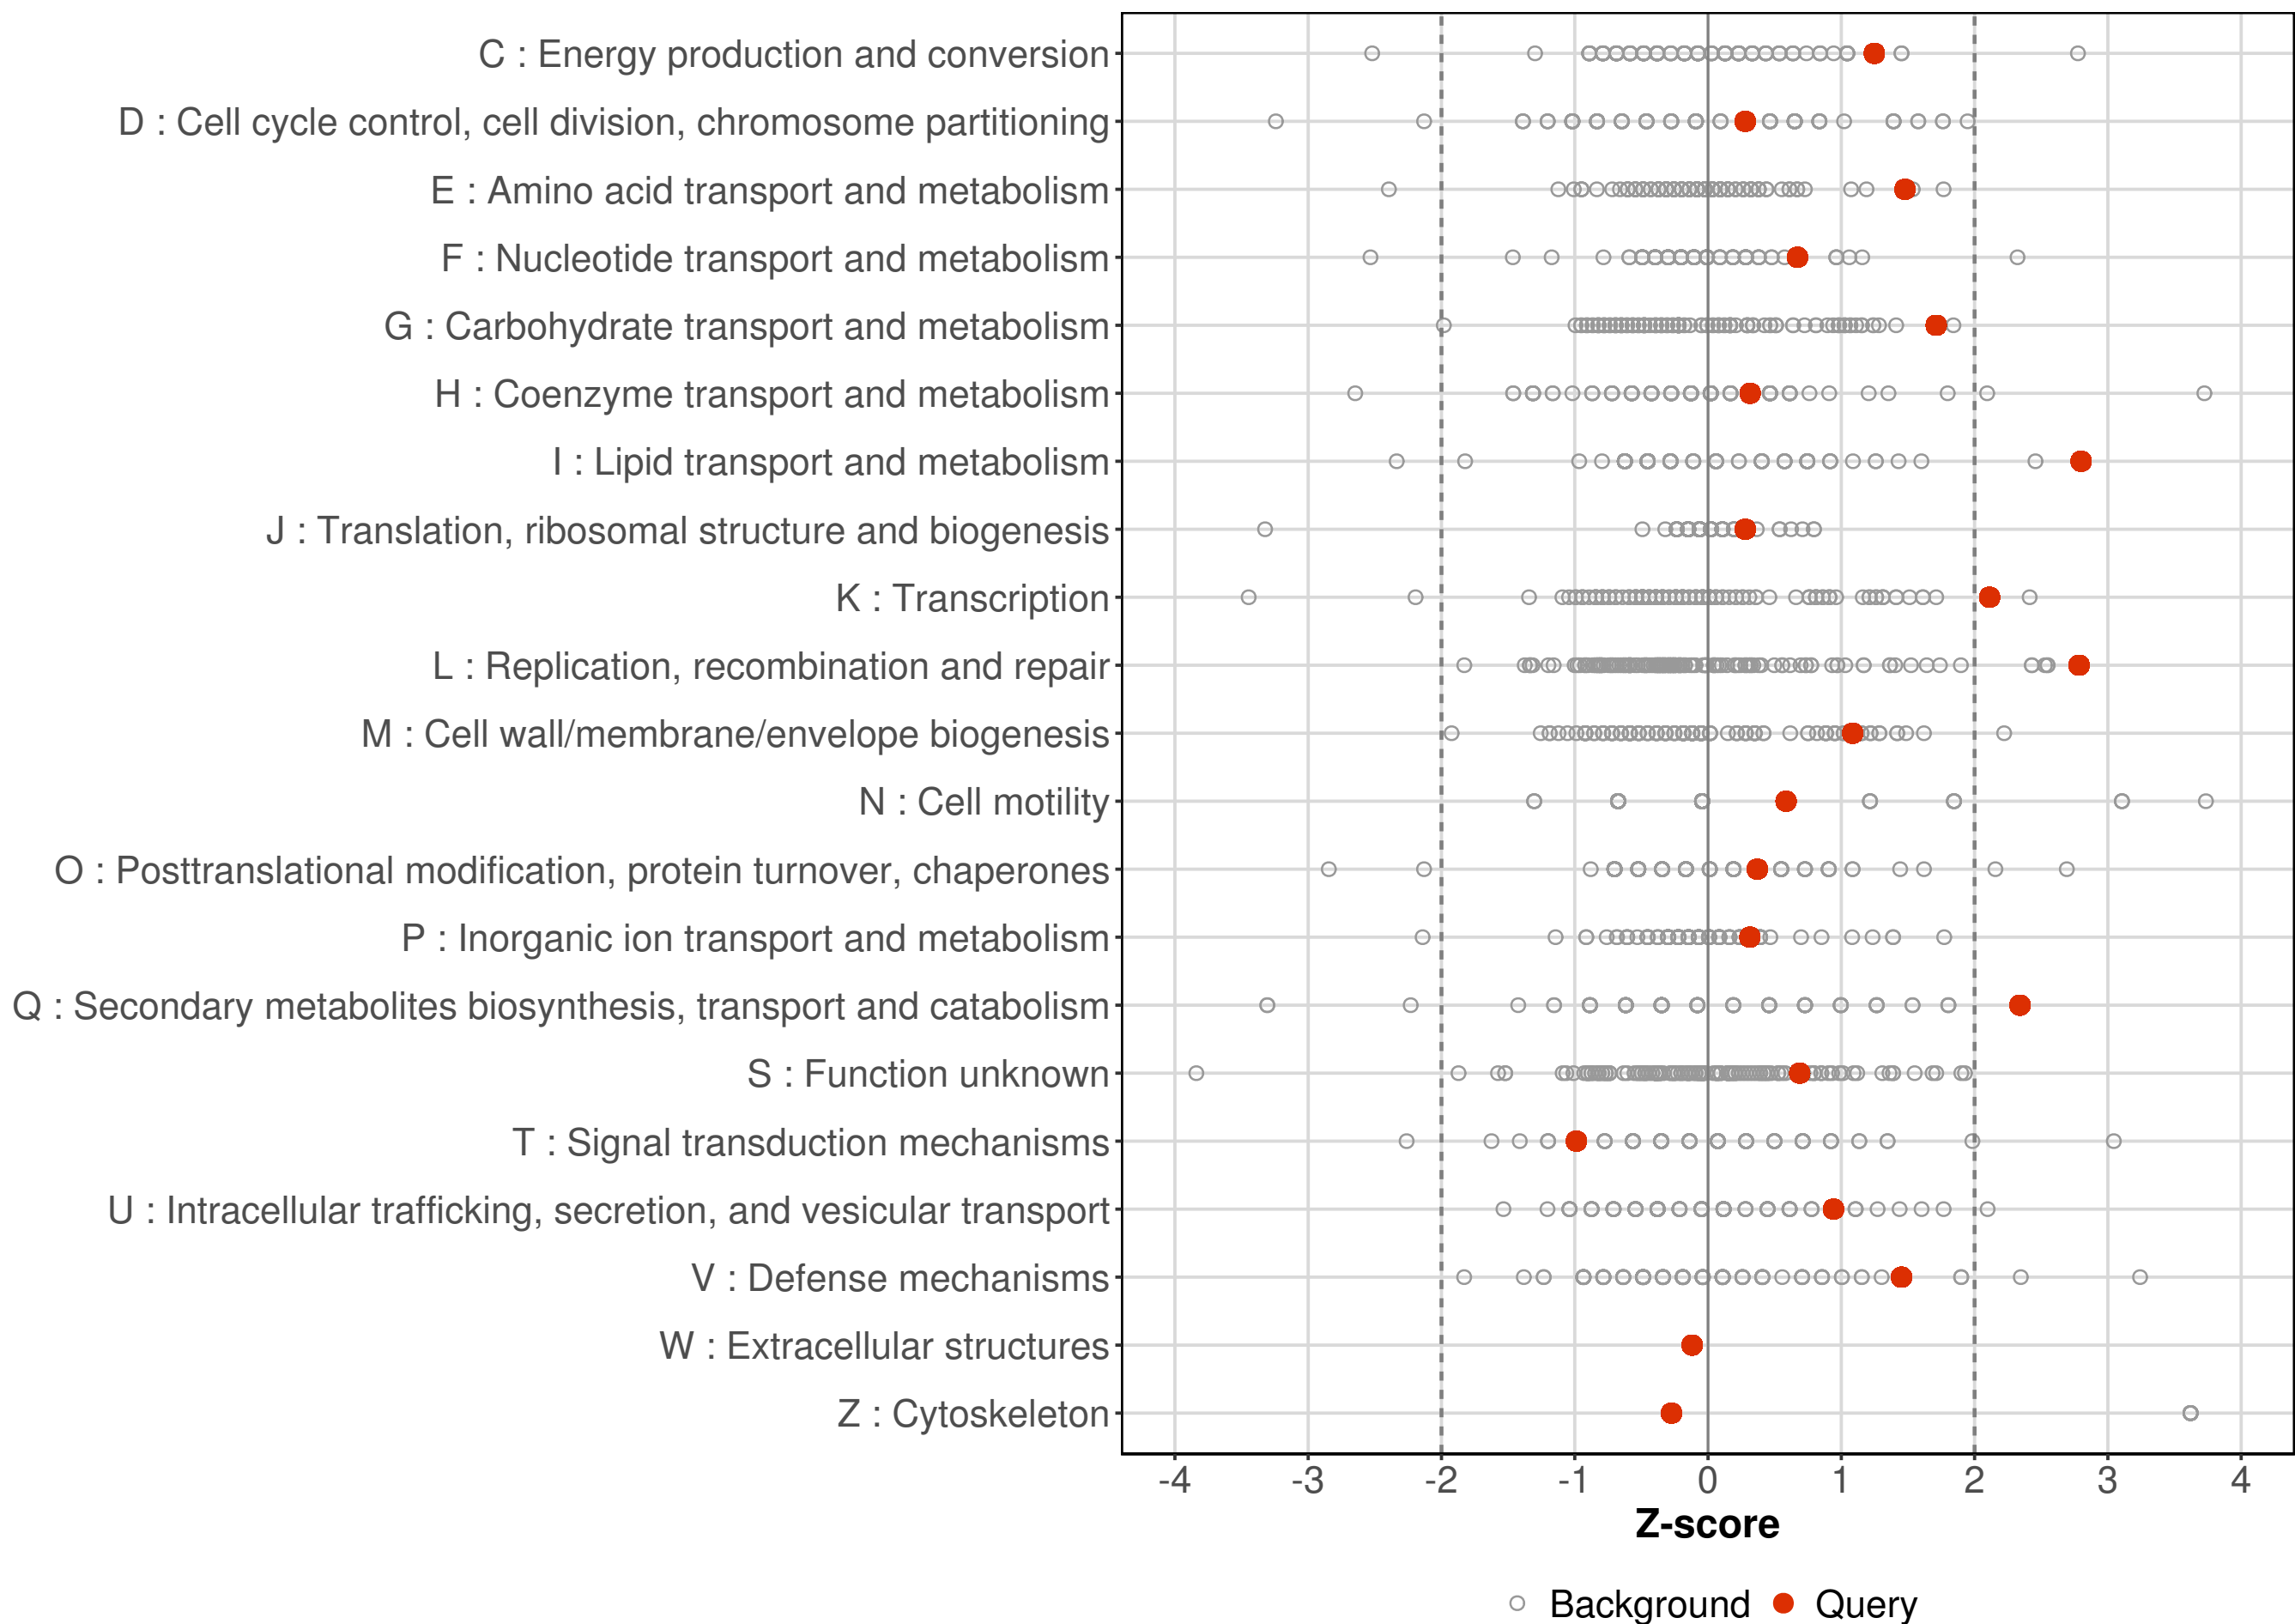 C : Energy production and conversion
D : Cell cycle control, cell division, chromosome partitioning
E : Amino acid transport and metabolism
F : Nucleotide transport and metabolism
G : Carbohydrate transport and metabolism
H : Coenzyme transport and metabolism
I : Lipid transport and metabolism
J : Translation, ribosomal structure and biogenesis
K : Transcription
L : Replication, recombination and repair
M : Cell wall/membrane/envelope biogenesis
N : Cell motility
O : Posttranslational modification, protein turnover, chaperones
P : Inorganic ion transport and metabolism
Q : Secondary metabolites biosynthesis, transport and catabolism
S : Function unknown
T : Signal transduction mechanisms
U : Intracellular trafficking, secretion, and vesicular transport
V : Defense mechanisms
W : Extracellular structures
Z : Cytoskeleton
-4 -3 -2 -1 0 1 2 3 4
Z-score
Background Query